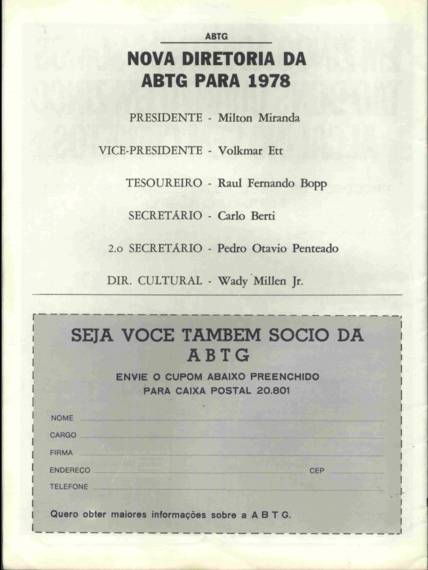 ABTG
NOVA DIRETORIA DA
ABTG PARA 1978
PRESIDENTE - Milton Miranda
VICE-PRESIDENTE - Volkmar Ett
TESOUREIRO - Raul Fernando Bopp
SECRETÁRIO - Carlo Berti
2.o SECRETÁRIO - Pedro Otavio Penteado
DIR. CULTURAL - Wady Millen Jr.
SEJA VOCE TAMBEM SOCIO DA
A B T G
ENVIE O CUPOM ABAIXO PREENCHIDO
PARA CAIXA POSTAL 20.801
NOME
CARGO
FIRMA
ENDERECO CEP
TELEFONE
Quero obter maiores informações sobre a A B T G.